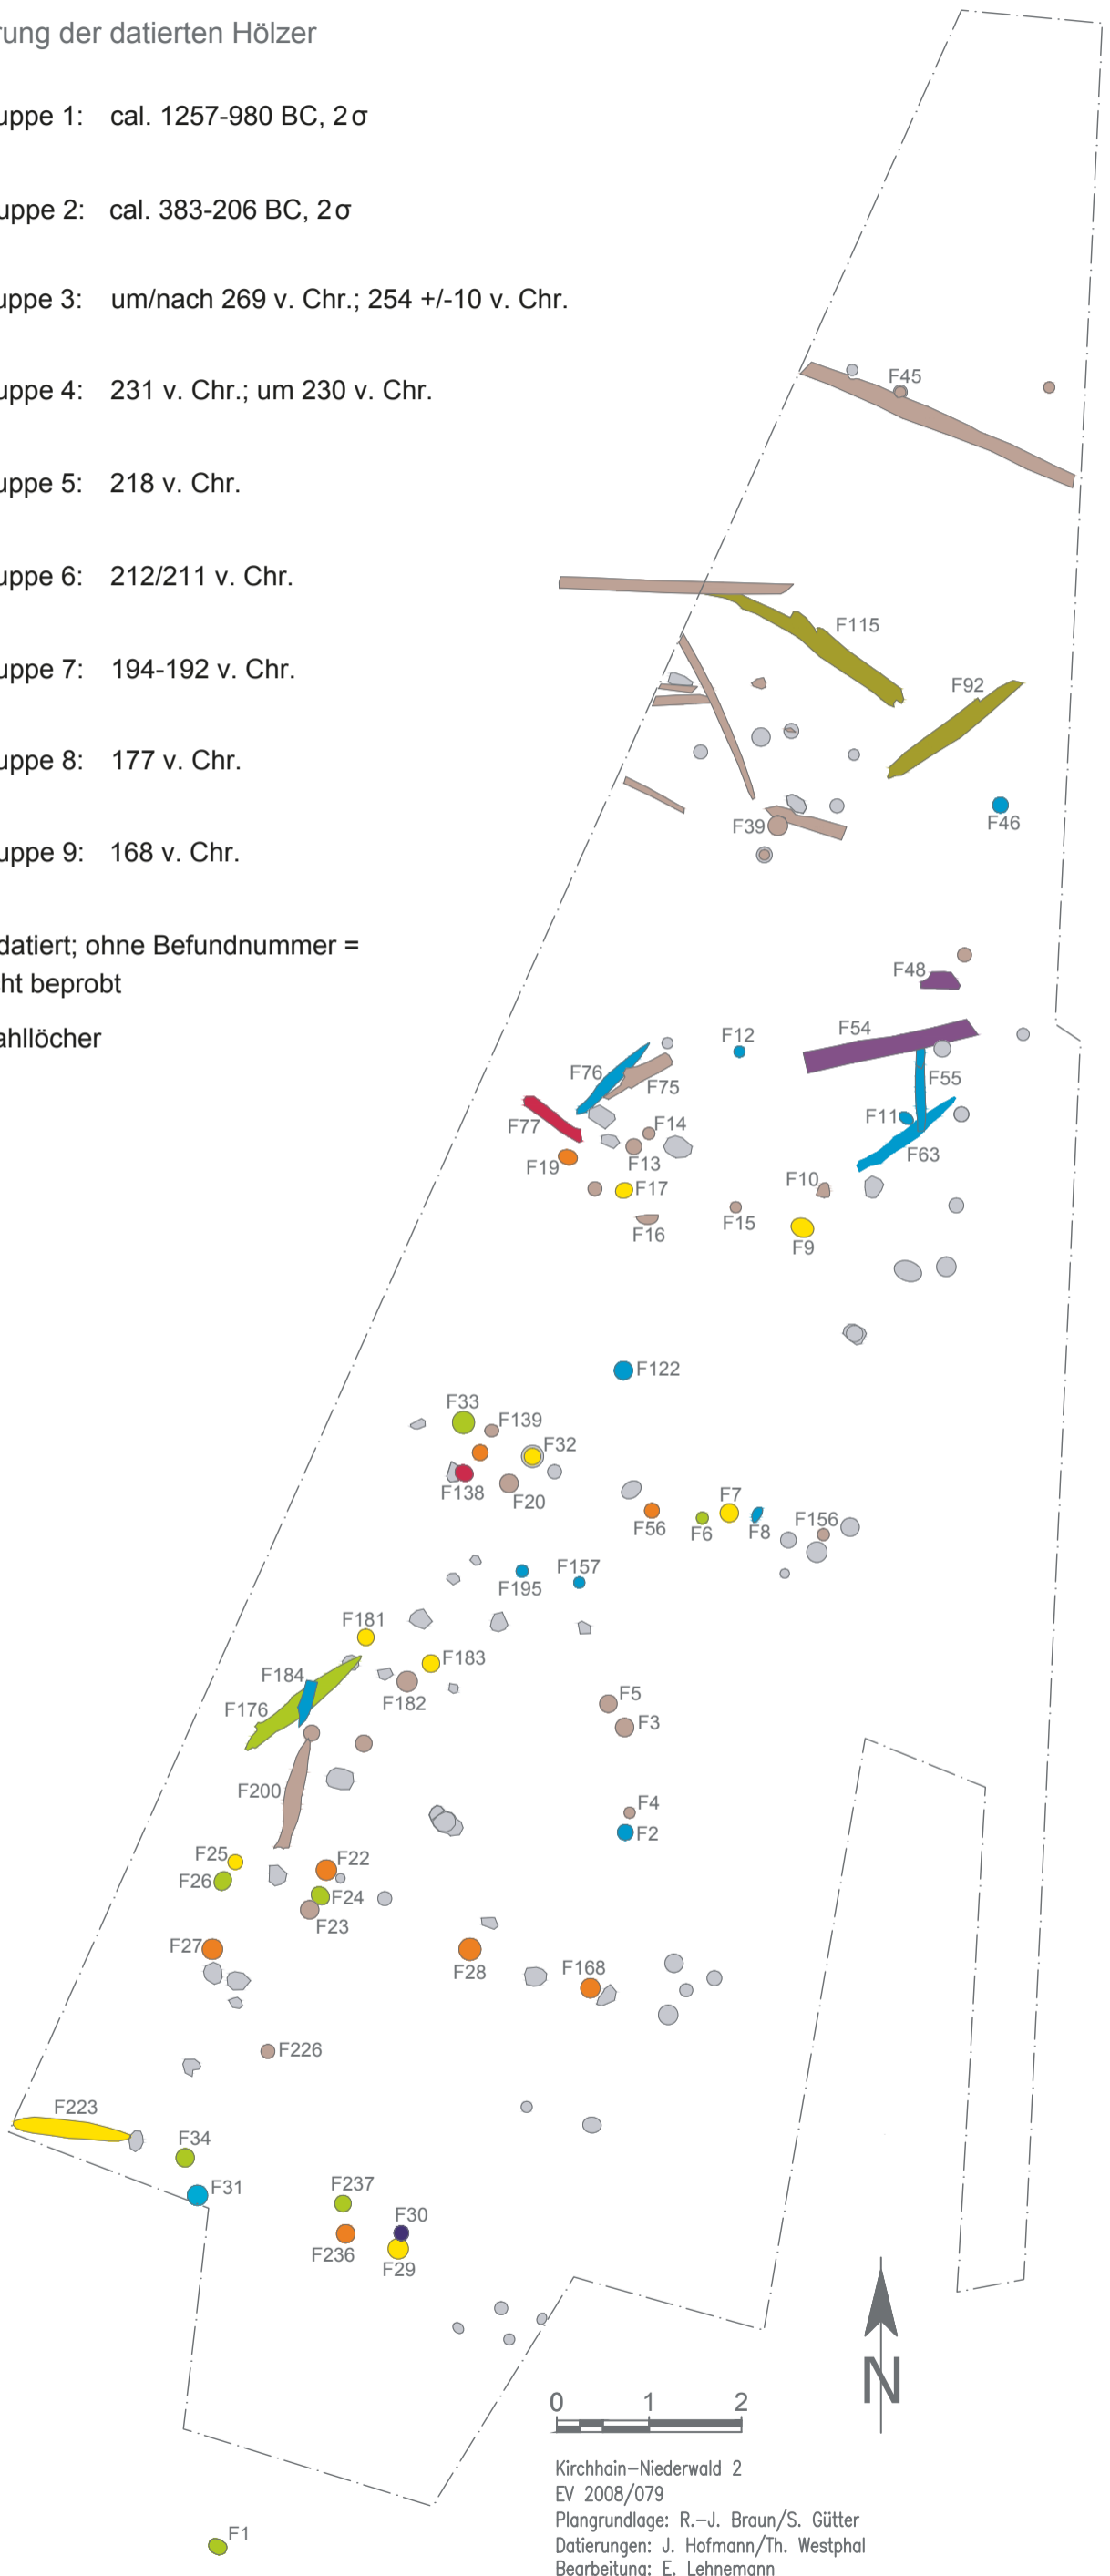 rung der datierten Hölzer
uppe 1: cal. 1257-980 BC, 2σ
uppe 2: cal. 383-206 BC, 2σ
uppe 3: um/nach 269 v. Chr.; 254 +/-10 v. Chr.
uppe 4: 231 v. Chr.; um 230 v. Chr.
uppe 5: 218 v. Chr.
uppe 6: 212/211 v. Chr.
uppe 7: 194-192 v. Chr.
uppe 8: 177 v. Chr.
uppe 9: 168 v. Chr.
datiert; ohne Befundnummer =
ht beprobt
ahllöcher
F45
F115
F92
F39
F46
F48
F54
F12
F76
F75
F55
F77
F11
F14
F63
F19
F13
F17
F10
F16
F15
F9
F122
F33
F139
F32
F138
F20
F7
F56
F6
F8
F156
F195
F157
F181
F183
F184
F182
F176
F5
F3
F200
F4
F2
F25
F22
F26
F24
F23
F27
F28
F168
F226
F223
F34
F31
F237
F30
F236
F29
0 1 2
N
Kirchhain–Niederwald 2
EV 2008/079
Plangrundlage: R.–J. Braun/S. Gütter
Datierungen: J. Hofmann/Th. Westphal
Bearbeitung: E. Lehnemann
F1